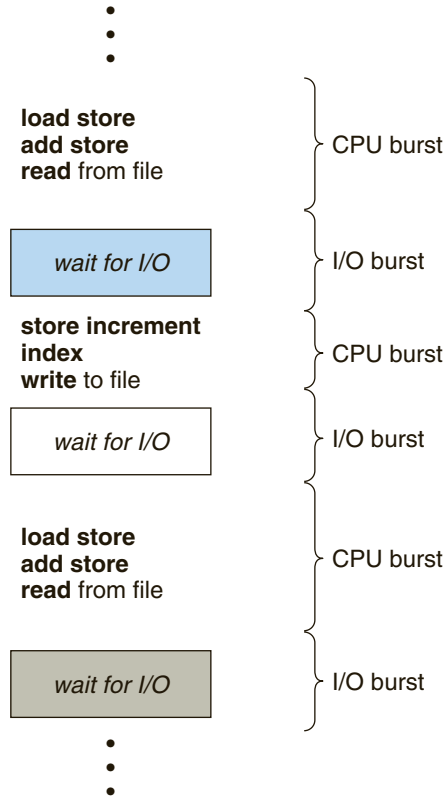 load store
add store
read from file
CPU burst
wait for I/O
I/O burst
store increment
index
write to file
CPU burst
wait for I/O
I/O burst
load store
add store
read from file
CPU burst
wait for I/O
I/O burst